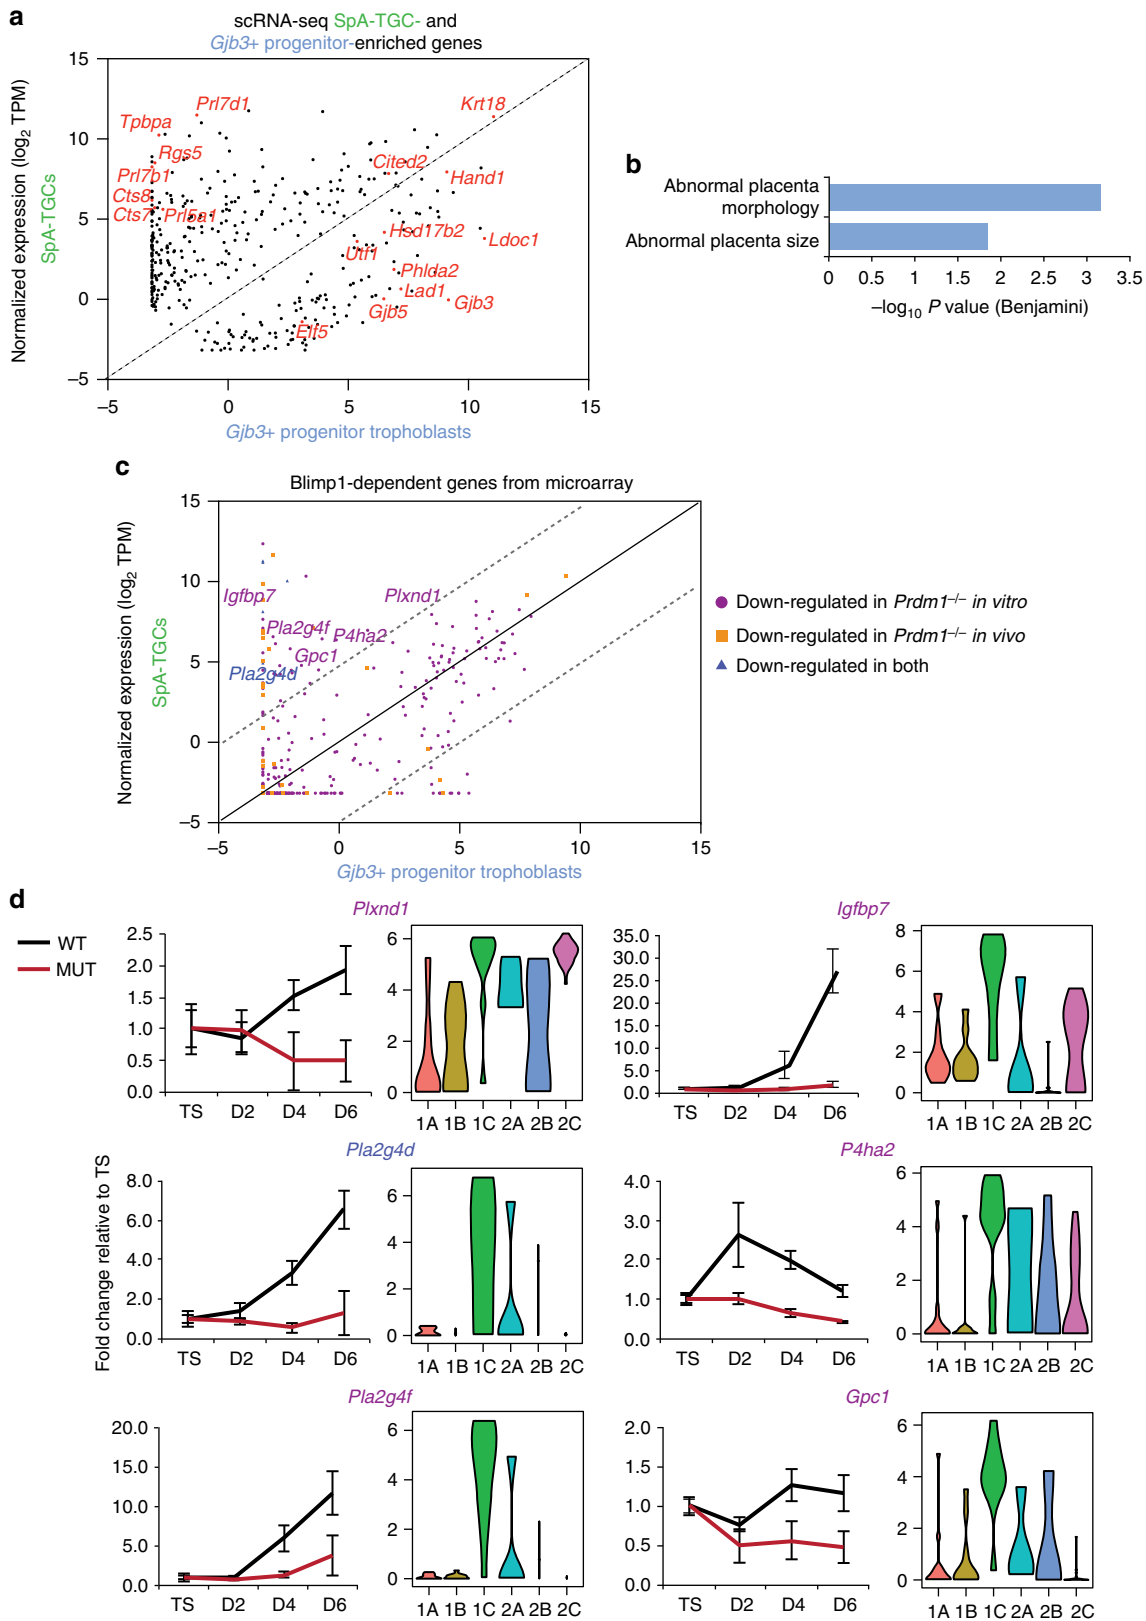 a
scRNA-seq SpA-TGC- and
Gjb3+ progenitor-enriched genes
Normalized expression (log2 TPM)
SpA-TGCs
15
10
5
0
–5
Prl7d1
Tpbpa
Rgs5
Prl7b1
Cts8
Cts7
Prl5a1
Krt18
Cited2
Hand1
Hsd17b2
Ldoc1
Utf1
Phlda2
Lad1
Gjb3
Gjb5
Elf5
–5
0
5
10
15
Gjb3+ progenitor trophoblasts
b
Abnormal placenta
morphology
Abnormal placenta size
0
0.5
1
1.5
2
2.5
3
3.5
–log10 P value (Benjamini)
c
Blimp1-dependent genes from microarray
Normalized expression (log2 TPM)
SpA-TGCs
15
10
5
0
–5
Igfbp7
Plxnd1
Pla2g4f
P4ha2
Gpc1
Pla2g4d
–5
0
5
10
15
Gjb3+ progenitor trophoblasts
Down-regulated in Prdm1–/– in vitro
Down-regulated in Prdm1–/– in vivo
Down-regulated in both
d
WT
MUT
Fold change relative to TS
Plxnd1
2.5
2.0
1.5
1.0
0.5
0.0
TS D2 D4 D6
6
4
2
0
1A 1B 1C 2A 2B 2C
Igfbp7
35.0
30.0
25.0
20.0
15.0
10.0
5.0
0.0
TS D2 D4 D6
8
6
4
2
0
1A 1B 1C 2A 2B 2C
Pla2g4d
8.0
6.0
4.0
2.0
0.0
TS D2 D4 D6
6
4
2
0
1A 1B 1C 2A 2B 2C
P4ha2
4.0
3.0
2.0
1.0
0.0
TS D2 D4 D6
6
4
2
0
1A 1B 1C 2A 2B 2C
Pla2g4f
20.0
15.0
10.0
5.0
0.0
TS D2 D4 D6
6
4
2
0
1A 1B 1C 2A 2B 2C
Gpc1
2.0
1.5
1.0
0.5
0.0
TS D2 D4 D6
6
4
2
0
1A 1B 1C 2A 2B 2C